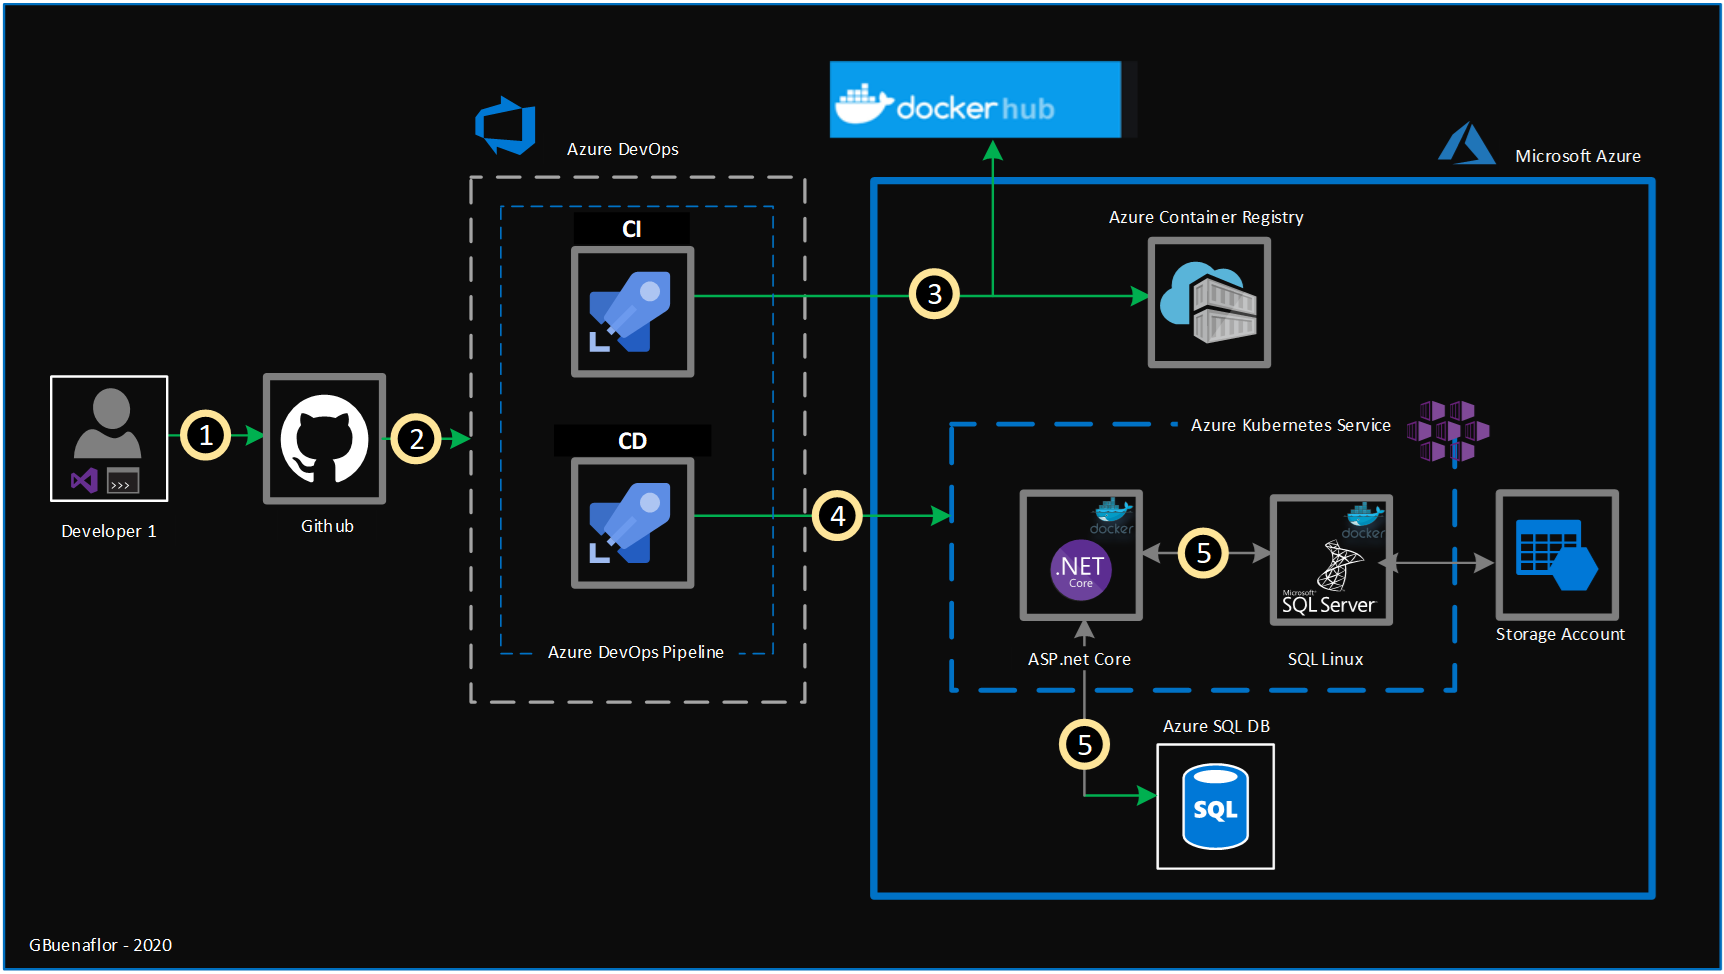 docker hub
Azure DevOps
Microsoft Azure
CI
Azure Container Registry
3
CD
Azure Kubernetes Service
1
2
>>>
Developer 1
Github
4
docker
.NET
Core
5
docker
Microsoft®
SQL Server
ASP.net Core
SQL Linux
Storage Account
Azure DevOps Pipeline
5
Azure SQL DB
SQL
GBuenaflor - 2020